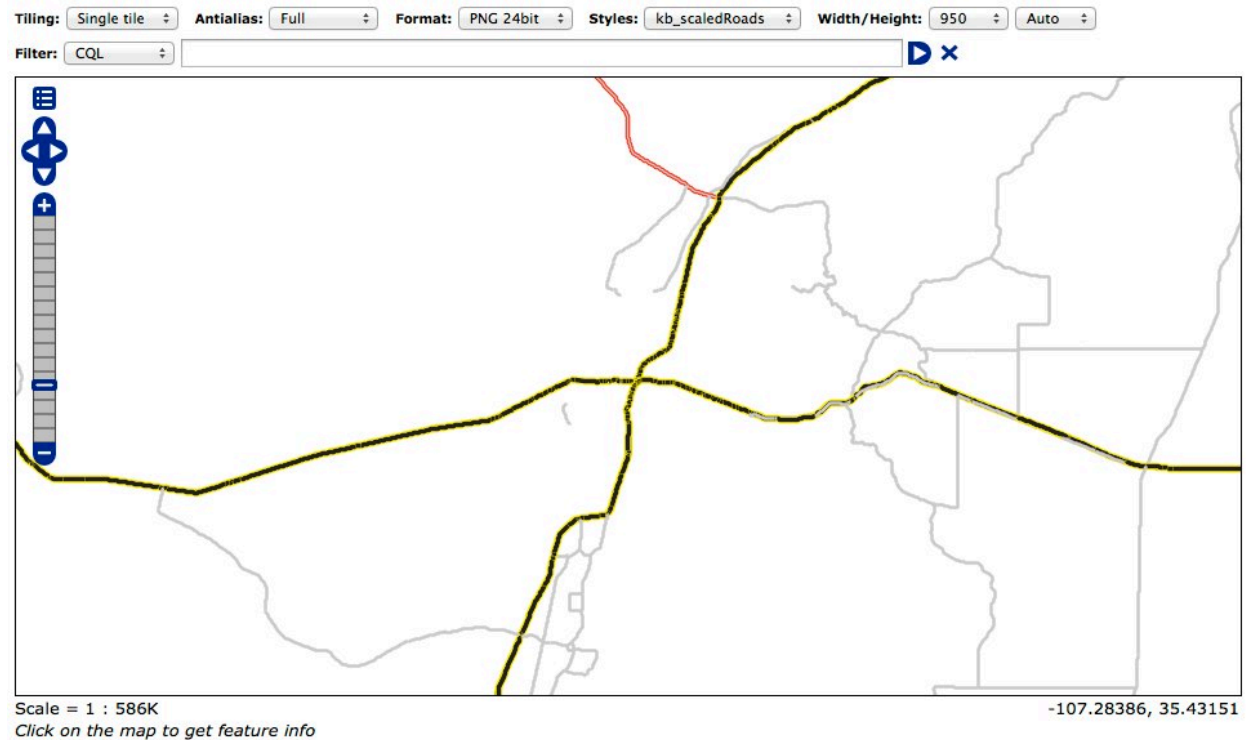 Tiling: Single tile Antialias: Full Format: PNG 24bit Styles: kb_scaledRoads Width/Height: 950 Auto
Filter: CQL
Scale = 1 : 586K
-107.28386, 35.43151
Click on the map to get feature info